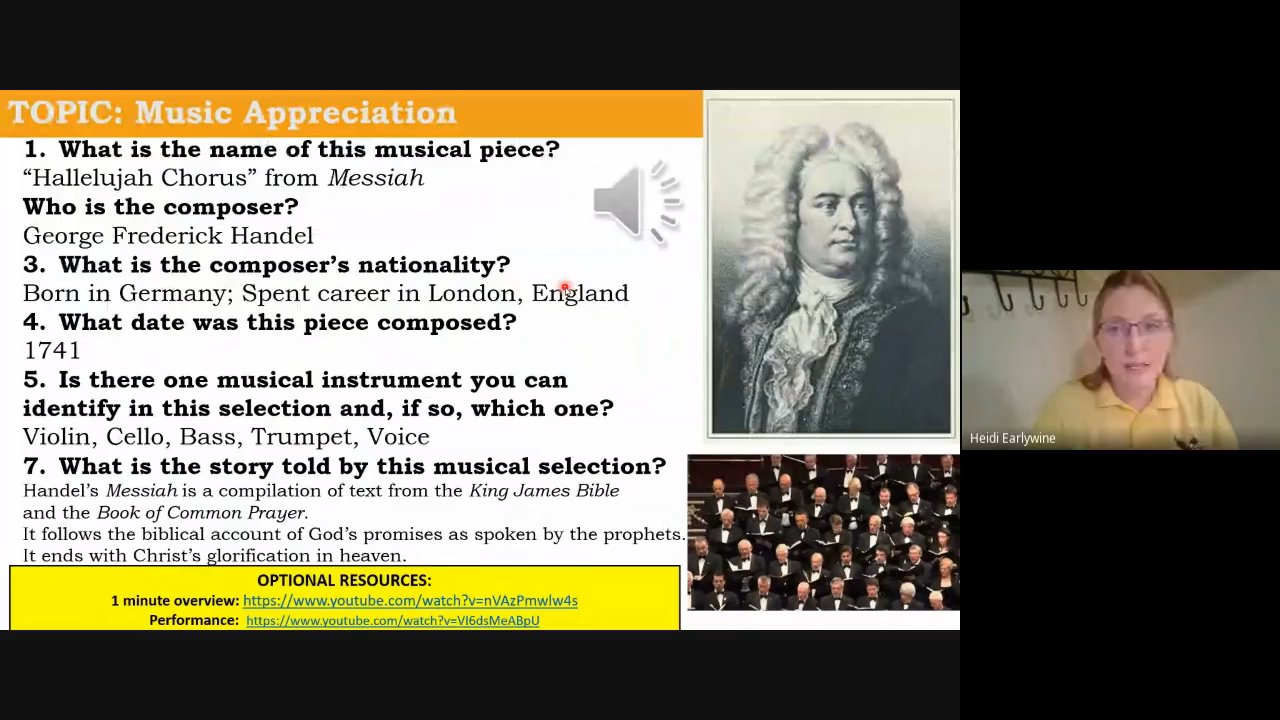 TOPIC: Music Appreciation
1. What is the name of this musical piece?
“Hallelujah Chorus” from Messiah
Who is the composer?
George Frederick Handel
3. What is the composer’s nationality?
Born in Germany; Spent career in London, England
4. What date was this piece composed?
1741
5. Is there one musical instrument you can
identify in this selection and, if so, which one?
Violin, Cello, Bass, Trumpet, Voice
7. What is the story told by this musical selection?
Handel’s Messiah is a compilation of text from the King James Bible
and the Book of Common Prayer.
It follows the biblical account of God’s promises as spoken by the prophets.
It ends with Christ’s glorification in heaven.
OPTIONAL RESOURCES:
1 minute overview: https://www.youtube.com/watch?v=nVAzPmwlw4s
Performance: https://www.youtube.com/watch?v=VI6dsMeABpU
Heidi Earlywine